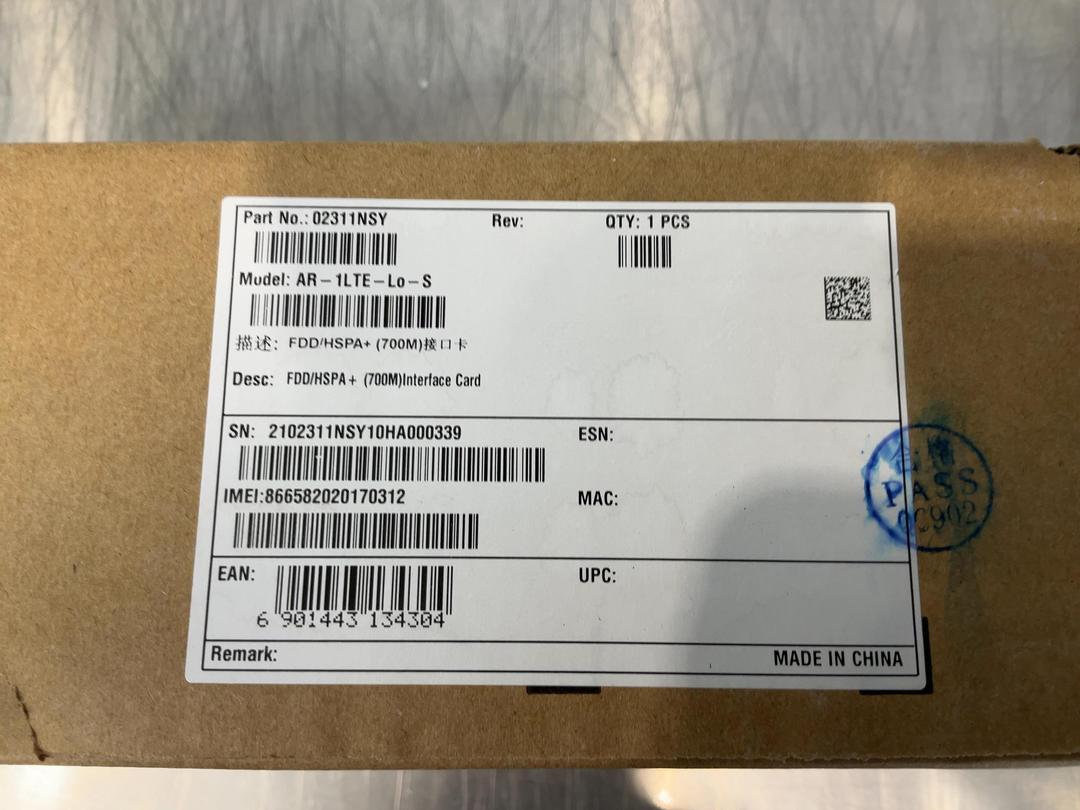 Part No.: 02311NSY Rev: QTY: 1 PCS
Model: AR-1LTE-Lo-S
描述: FDD/HSPA+ (700M)接口卡
Desc: FDD/HSPA+ (700M)Interface Card
SN: 2102311NSY10HA000339 ESN:
IMEI:866582020170312 MAC:
PASS
QC902
EAN: UPC:
6 901443 134304
Remark: MADE IN CHINA